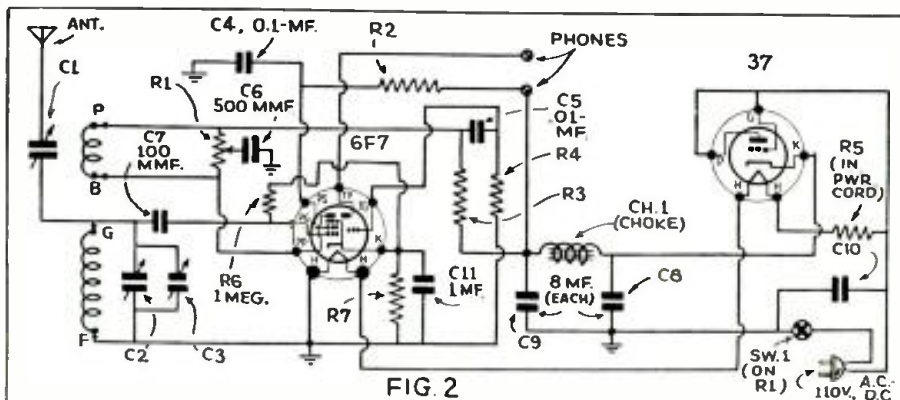 ANT.
C4, 0.1-MF.
R2
PHONES
37
C1
R1
C6
500 MMF
C5
.01-
MF.
P
C7
100
MMF.
6F7
R4
R5
(IN
PWR
CORD)
B
R3
G
P
K
H
H
CH.1
(CHOKE)
C10
G
K
H
H
R6
1 MEG.
R7
C11
1 MF.
8 MF.
(EACH)
C8
F
C2
C3
C9
SW.1
(ON
R1)
110V., A.C.-
D.C.
FIG. 2